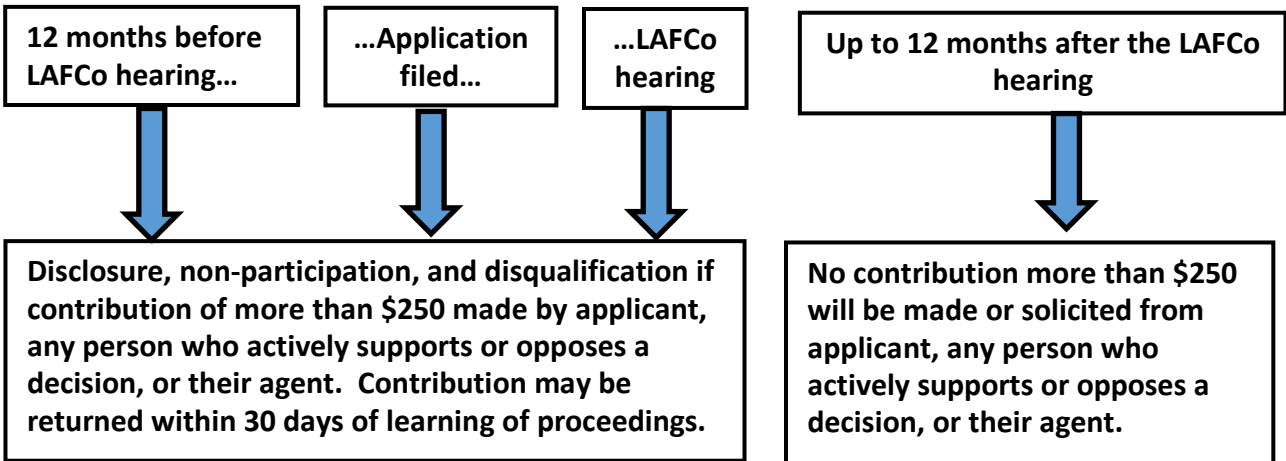 12 months before
LAFCo hearing…
…Application
filed…
…LAFCo
hearing
Up to 12 months after the LAFCo
hearing
Disclosure, non-participation, and disqualification if
contribution of more than $250 made by applicant,
any person who actively supports or opposes a
decision, or their agent.  Contribution may be
returned within 30 days of learning of proceedings.
No contribution more than $250
will be made or solicited from
applicant, any person who
actively supports or opposes a
decision, or their agent.